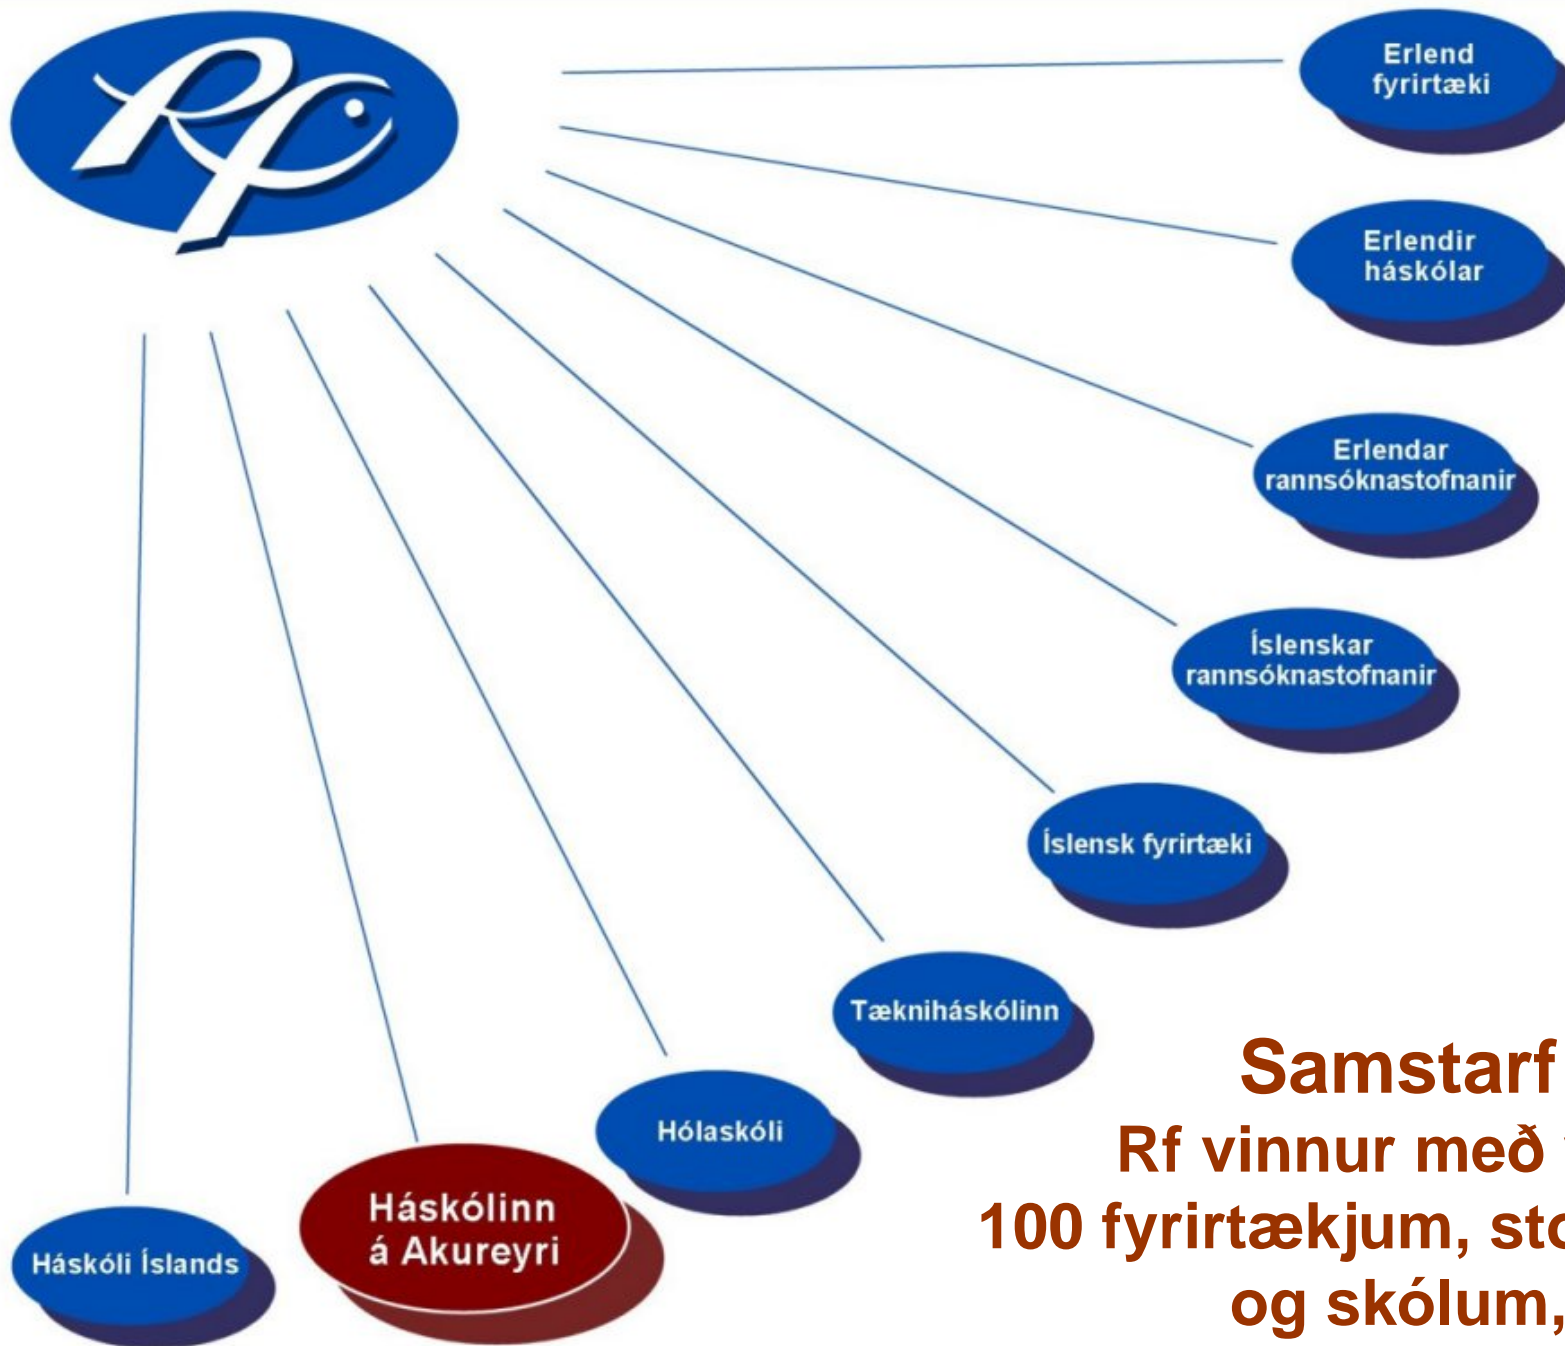 Rf
Erlend
fyrirtæki
Erlendir
háskólar
Erlendar
rannsóknastofnanir
Íslenskar
rannsóknastofnanir
Íslensk fyrirtæki
Tækniháskólinn
Hólaskóli
Háskólinn
á Akureyri
Háskóli Íslands
Samstarf
Rf vinnur með
100 fyrirtækjum,
og skólum,